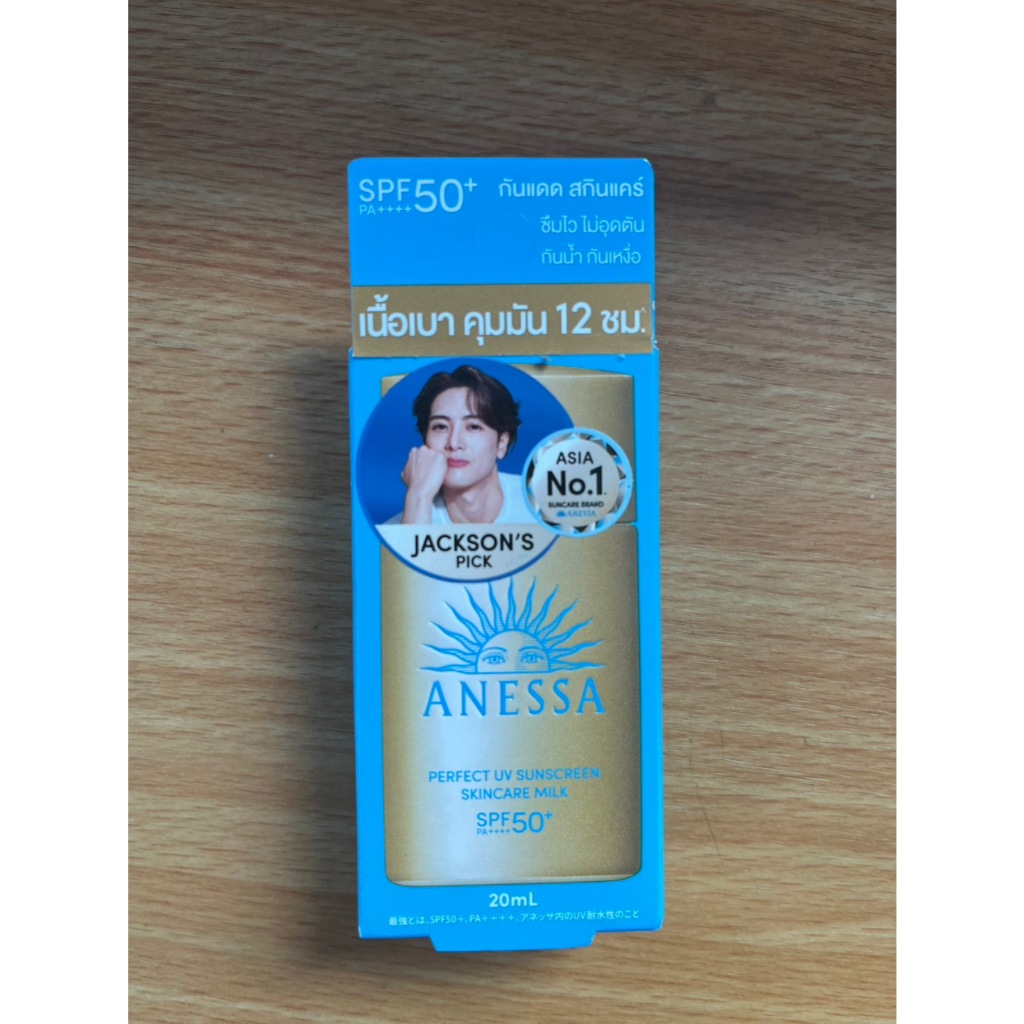 SPF 50+ กันแดด สกินแคร์
PA++++
ซึมไว ไม่อุดตัน
กันน้ำ กันเหงื่อ
เนื้อเบา คุมมัน 12 ชม.
ASIA
No.1
SUNCARE BRAND
ANESSA
JACKSON'S
PICK
ANESSA
PERFECT UV SUNSCREEN
SKINCARE MILK
SPF 50+
PA++++
20mL
最強とは、SPF50+、PA++++、アネッサ内のUV耐水性のこと